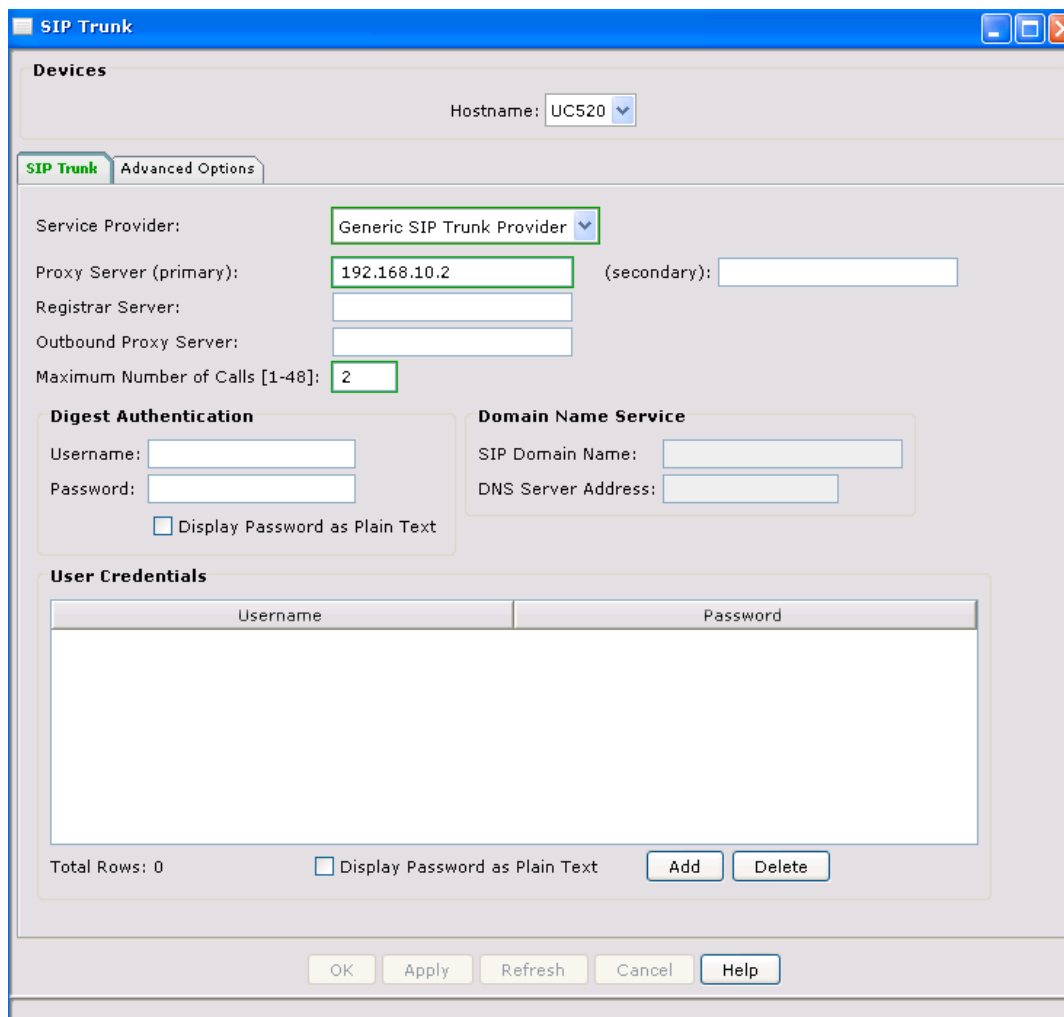 SIP Trunk
Devices
Hostname: UC520
SIP Trunk Advanced Options
Service Provider: Generic SIP Trunk Provider
Proxy Server (primary): 192.168.10.2 (secondary):
Registrar Server:
Outbound Proxy Server:
Maximum Number of Calls [1-48]: 2
Digest Authentication Domain Name Service
Username: SIP Domain Name:
Password: DNS Server Address:
Display Password as Plain Text
User Credentials
Username Password
Total Rows: 0 Display Password as Plain Text Add Delete
OK Apply Refresh Cancel Help